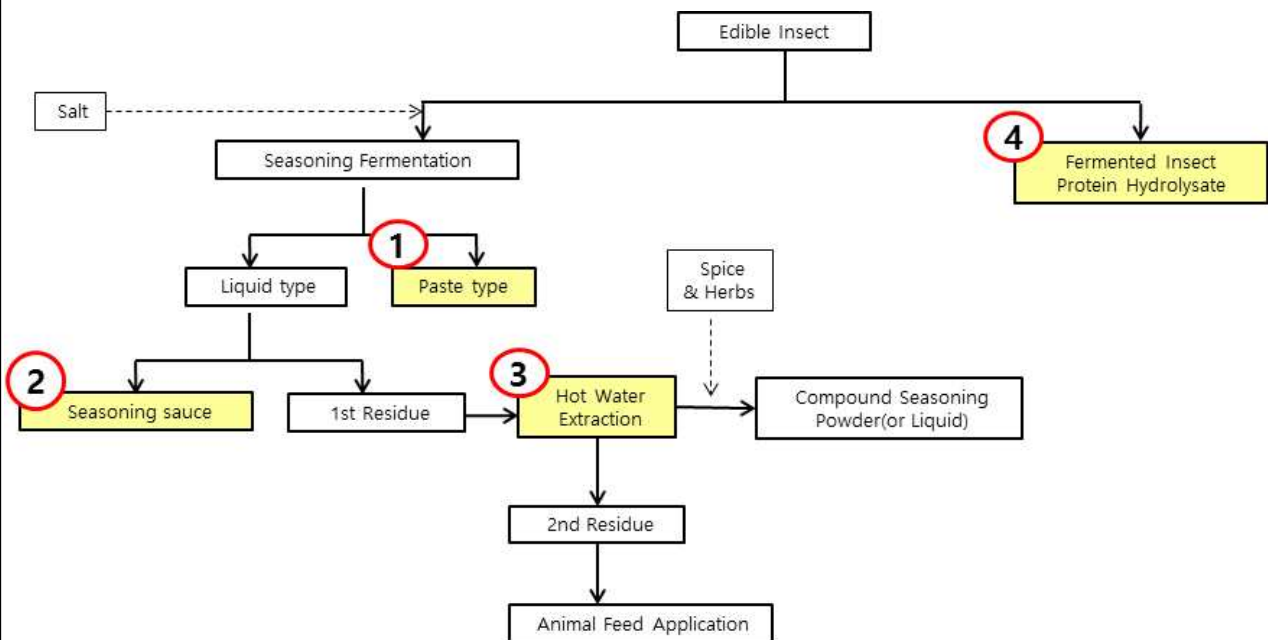 Edible Insect
Salt
Seasoning Fermentation
4
Fermented Insect
Protein Hydrolysate
1
Liquid type
Paste type
Spice
& Herbs
2
Seasoning sauce
1st Residue
3
Hot Water
Extraction
Compound Seasoning
Powder(or Liquid)
2nd Residue
Animal Feed Application